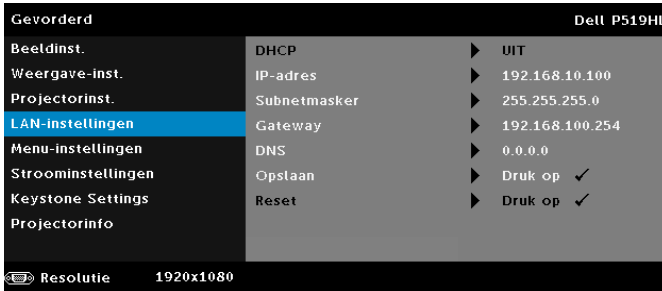 Gevorderd Dell P519HL
Beeldinst. DHCP UIT
Weergave-inst. IP-adres 192.168.10.100
Projectorinst. Subnetmasker 255.255.255.0
LAN-instellingen Gateway 192.168.100.254
Menu-instellingen DNS 0.0.0.0
Stroominstellingen Opslaan Druk op ✓
Keystone Settings Reset Druk op ✓
Projectorinfo
Resolutie 1920x1080